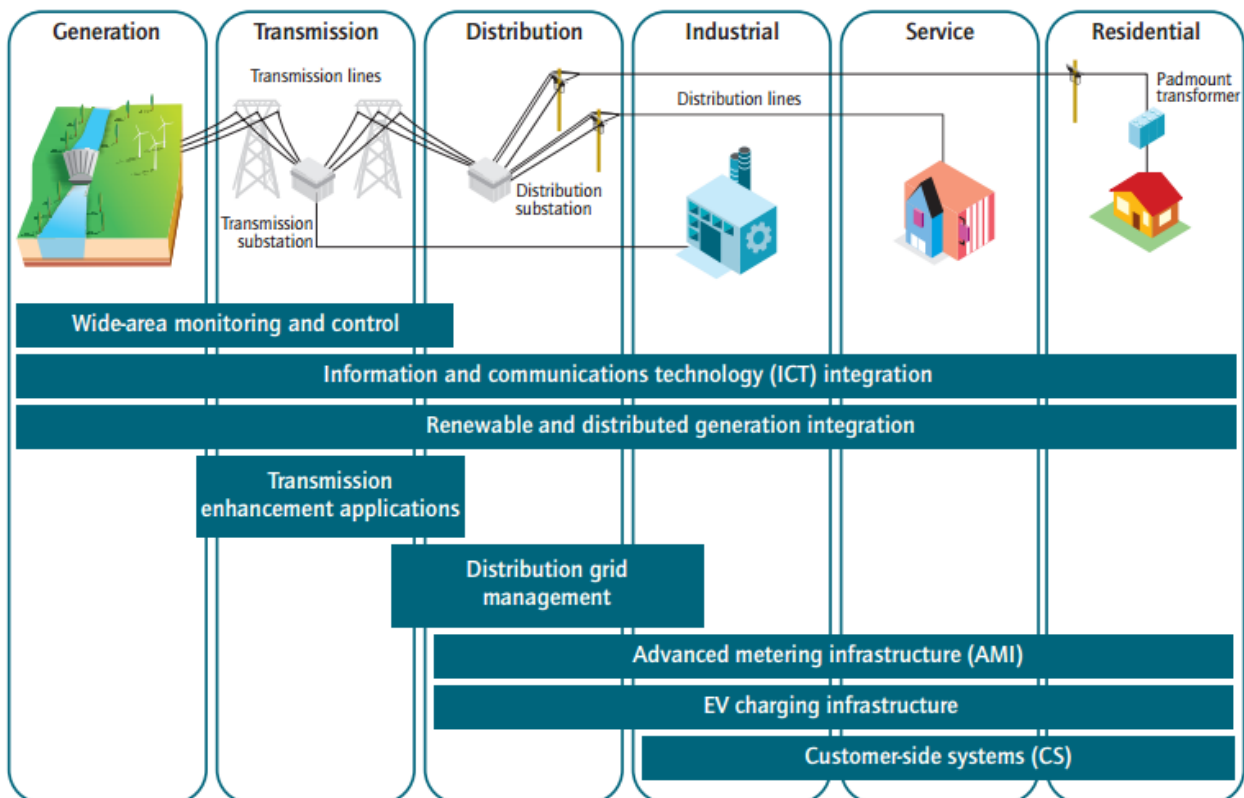 Generation
Transmission
Distribution
Industrial
Service
Residential
Transmission lines
Distribution lines
Padmount
transformer
Distribution
substation
Transmission
substation
Wide-area monitoring and control
Information and communications technology (ICT) integration
Renewable and distributed generation integration
Transmission
enhancement applications
Distribution grid
management
Advanced metering infrastructure (AMI)
EV charging infrastructure
Customer-side systems (CS)